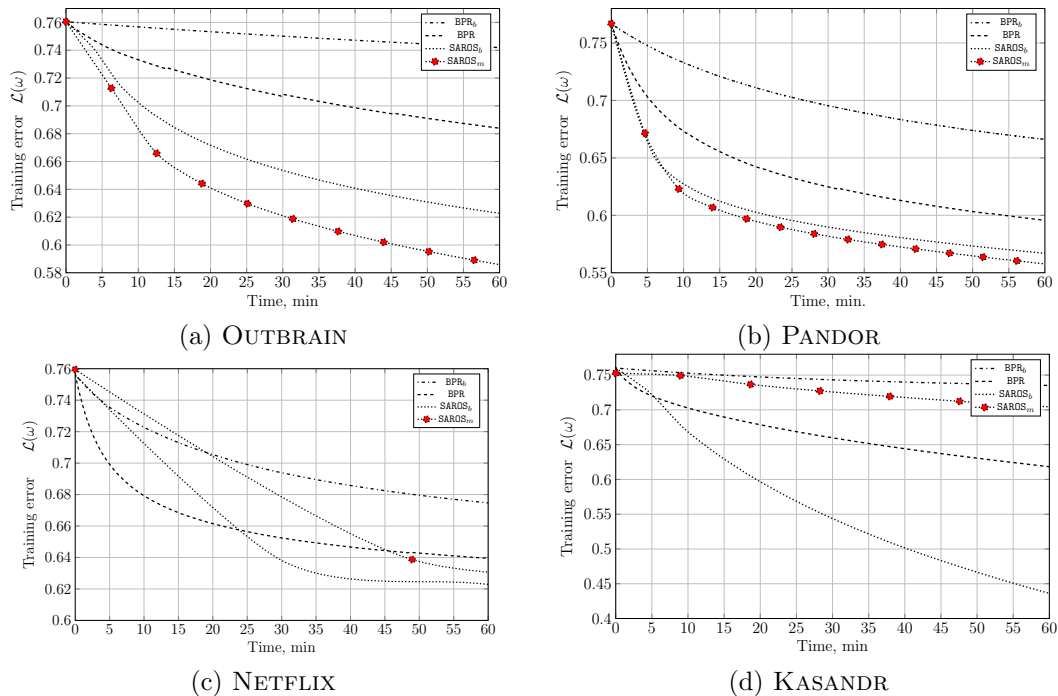 0.76
0.74
0.72
0.7
0.68
0.66
0.64
0.62
0.6
0.58
Training error ℒ(ω)
0 5 10 15 20 25 30 35 40 45 50 55 60
Time, min
BPR_b
BPR
SAROS_b
SAROS_m
(a) OUTBRAIN
0.75
0.7
0.65
0.6
0.55
Training error ℒ(ω)
0 5 10 15 20 25 30 35 40 45 50 55 60
Time, min.
BPR_b
BPR
SAROS_b
SAROS_m
(b) PANDOR
0.76
0.74
0.72
0.7
0.68
0.66
0.64
0.62
0.6
Training error ℒ(ω)
0 5 10 15 20 25 30 35 40 45 50 55 60
Time, min
BPR_b
BPR
SAROS_b
SAROS_m
(c) NETFLIX
0.75
0.7
0.65
0.6
0.55
0.5
0.45
0.4
Training error ℒ(ω)
0 5 10 15 20 25 30 35 40 45 50 55 60
Time, min
BPR_b
BPR
SAROS_b
SAROS_m
(d) KASANDR